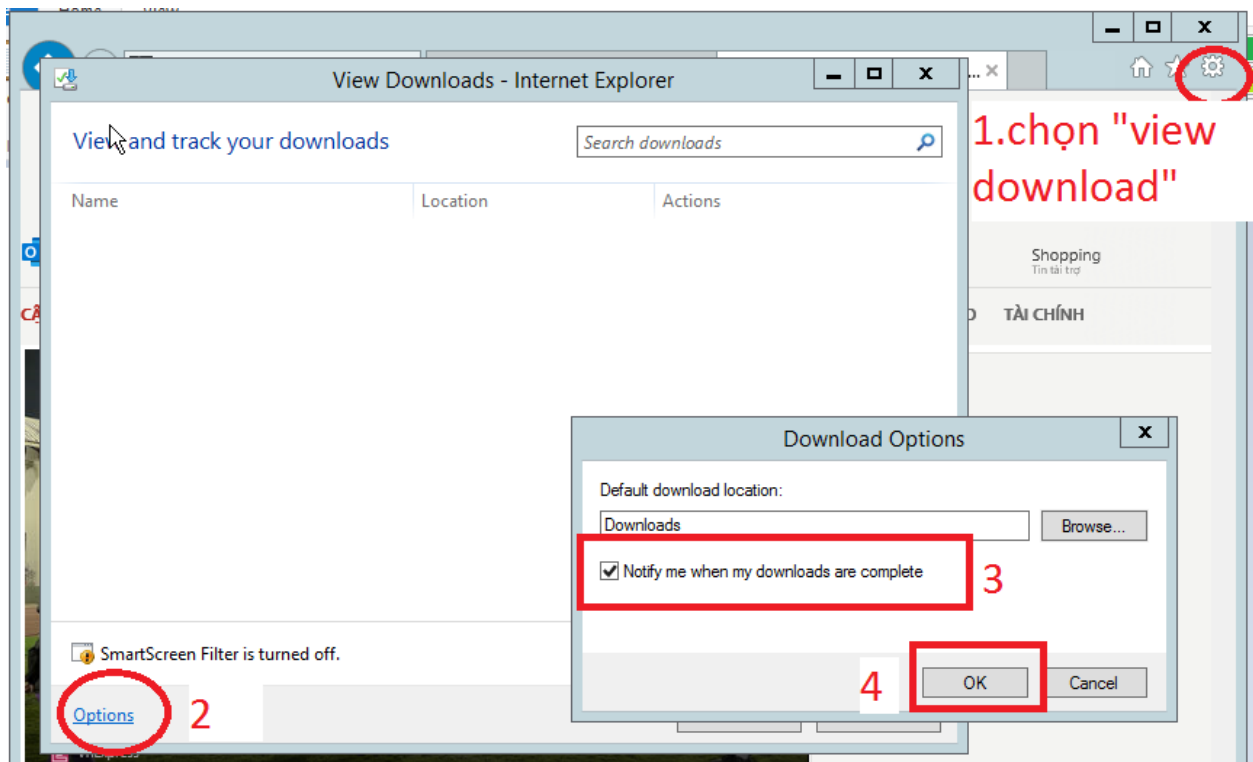 Home View
View Downloads - Internet Explorer
... ×
1.chọn "view
download"
View and track your downloads
Search downloads
Name Location Actions
Shopping
Tin tài trợ
TÀI CHÍNH
Download Options
Default download location:
Downloads
Browse...
Notify me when my downloads are complete
3
SmartScreen Filter is turned off.
4
OK
Cancel
Options
2